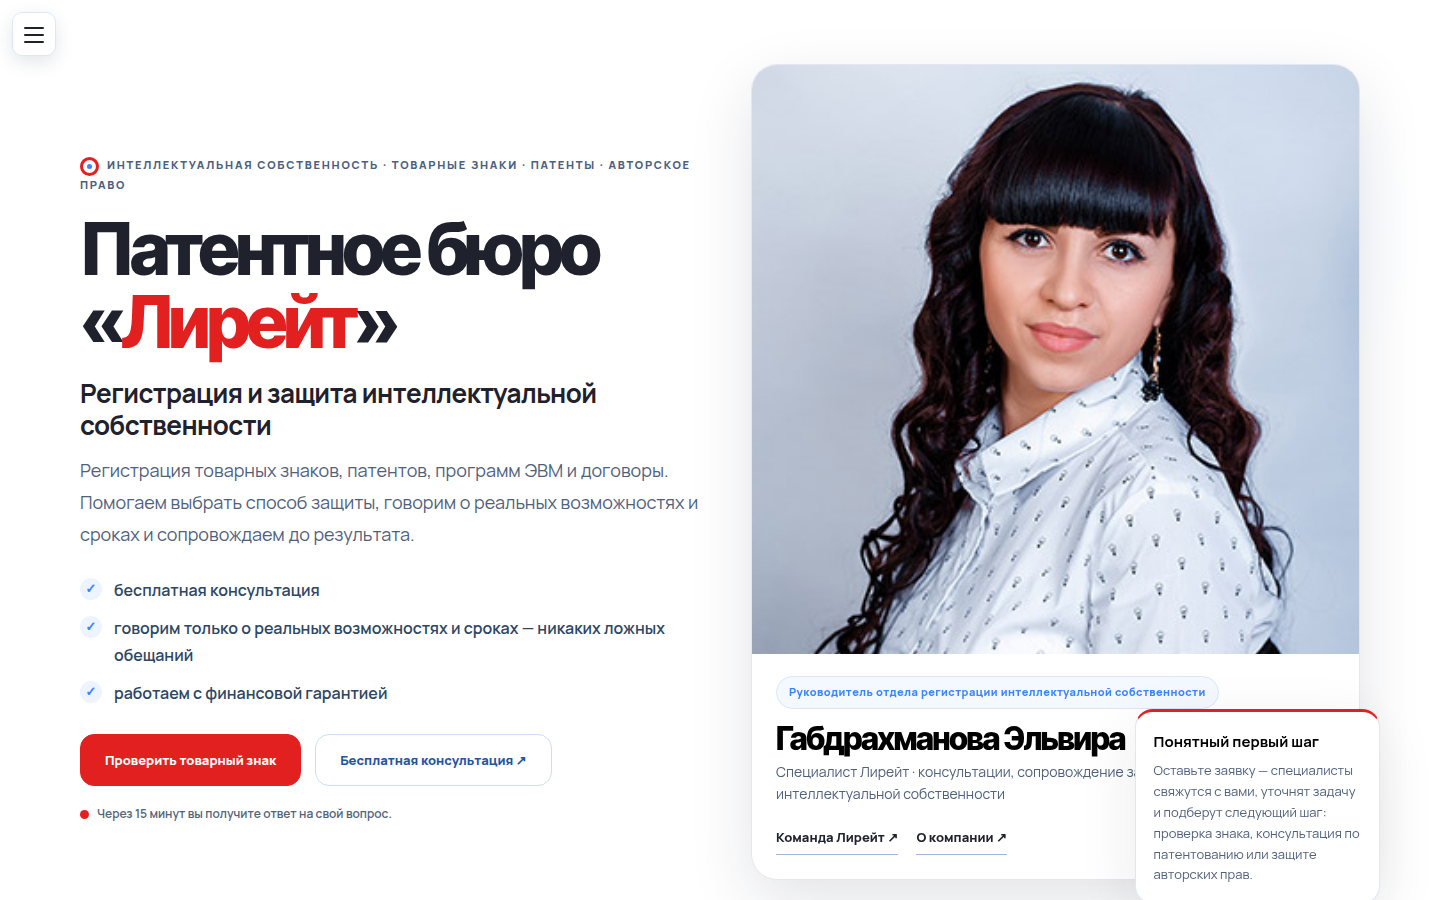 ИНТЕЛЛЕКТУАЛЬНАЯ СОБСТВЕННОСТЬ · ТОВАРНЫЕ ЗНАКИ · ПАТЕНТЫ · АВТОРСКОЕ
ПРАВО
Патентное бюро
«Лирейт»
Регистрация и защита интеллектуальной
собственности
Регистрация товарных знаков, патентов, программ ЭВМ и договоры.
Помогаем выбрать способ защиты, говорим о реальных возможностях и
сроках и сопровождаем до результата.
✓ бесплатная консультация
✓ говорим только о реальных возможностях и сроках — никаких ложных
обещаний
✓ работаем с финансовой гарантией
Проверить товарный знак
Бесплатная консультация ↗
Через 15 минут вы получите ответ на свой вопрос.
Руководитель отдела регистрации интеллектуальной собственности
Габдрахманова Эльвира
Специалист Лирейт · консультации, сопровождение
интеллектуальной собственности
Команда Лирейт ↗ О компании ↗
Понятный первый шаг
Оставьте заявку — специалисты
свяжутся с вами, уточнят задачу
и подберут следующий шаг:
проверка знака, консультация по
патентованию или защите
авторских прав.